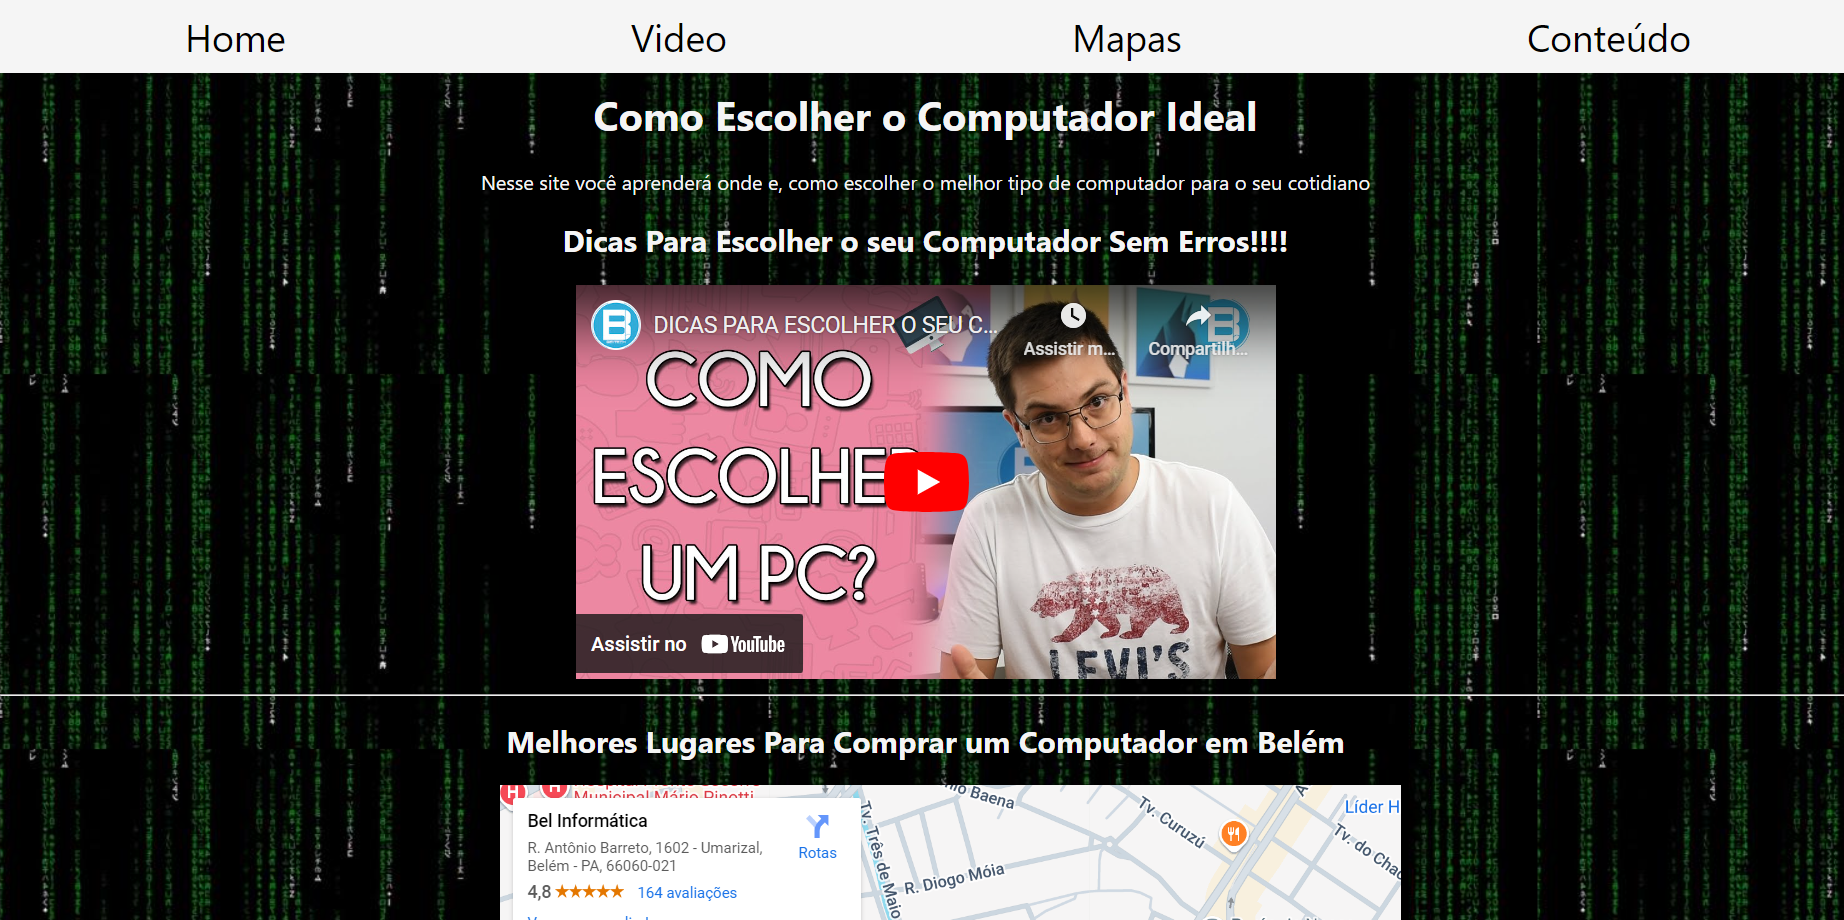 Home Video Mapas Conteúdo
Como Escolher o Computador Ideal
Nesse site você aprenderá onde e, como escolher o melhor tipo de computador para o seu cotidiano
Dicas Para Escolher o seu Computador Sem Erros!!!!
DICAS PARA ESCOLHER O SEU C...
Assistir m...
Compartilh...
COMO
ESCOLHER
UM PC?
LEVI'S
Assistir no YouTube
Melhores Lugares Para Comprar um Computador em Belém
Municipal Mário Pinotti
Bel Informática
Rotas
R. Antônio Barreto, 1602 - Umarizal,
Belém - PA, 66060-021
4,8 ★★★★★ 164 avaliações
Tv. Três de Maio
Baena
R. Diogo Móia
Tv. Curuzú
Líder H
Tv. do Cha